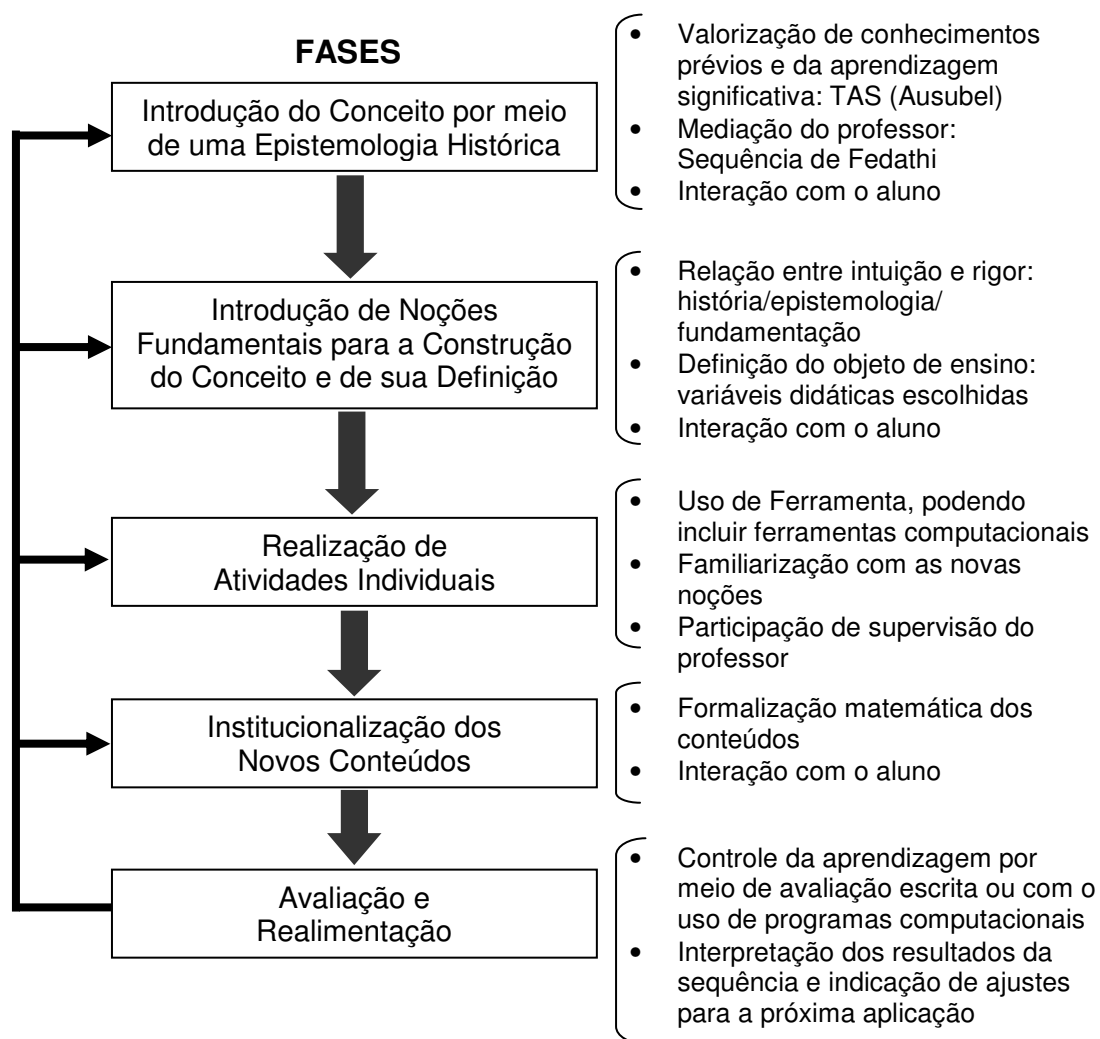 FASES
Introdução do Conceito por meio
de uma Epistemologia Histórica
• Valorização de conhecimentos
prévios e da aprendizagem
significativa: TAS (Ausubel)
• Mediação do professor:
Sequência de Fedathi
• Interação com o aluno
Introdução de Noções
Fundamentais para a Construção
do Conceito e de sua Definição
• Relação entre intuição e rigor:
história/epistemologia/
fundamentação
• Definição do objeto de ensino:
variáveis didáticas escolhidas
• Interação com o aluno
Realização de
Atividades Individuais
• Uso de Ferramenta, podendo
incluir ferramentas computacionais
• Familiarização com as novas
noções
• Participação de supervisão do
professor
Institucionalização dos
Novos Conteúdos
• Formalização matemática dos
conteúdos
• Interação com o aluno
Avaliação e
Realimentação
• Controle da aprendizagem por
meio de avaliação escrita ou com o
uso de programas computacionais
• Interpretação dos resultados da
sequência e indicação de ajustes
para a próxima aplicação